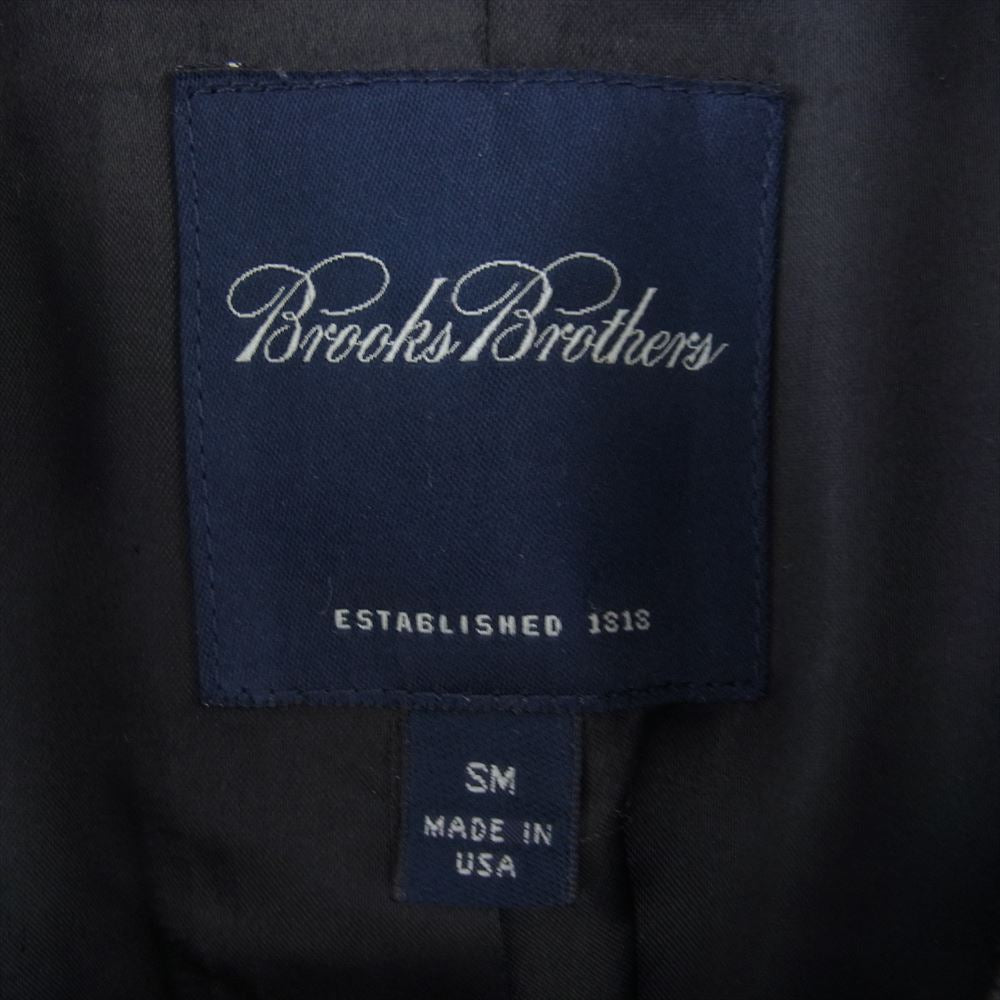 Brooks Brothers
ESTABLISHED 1818
SM
MADE IN
USA